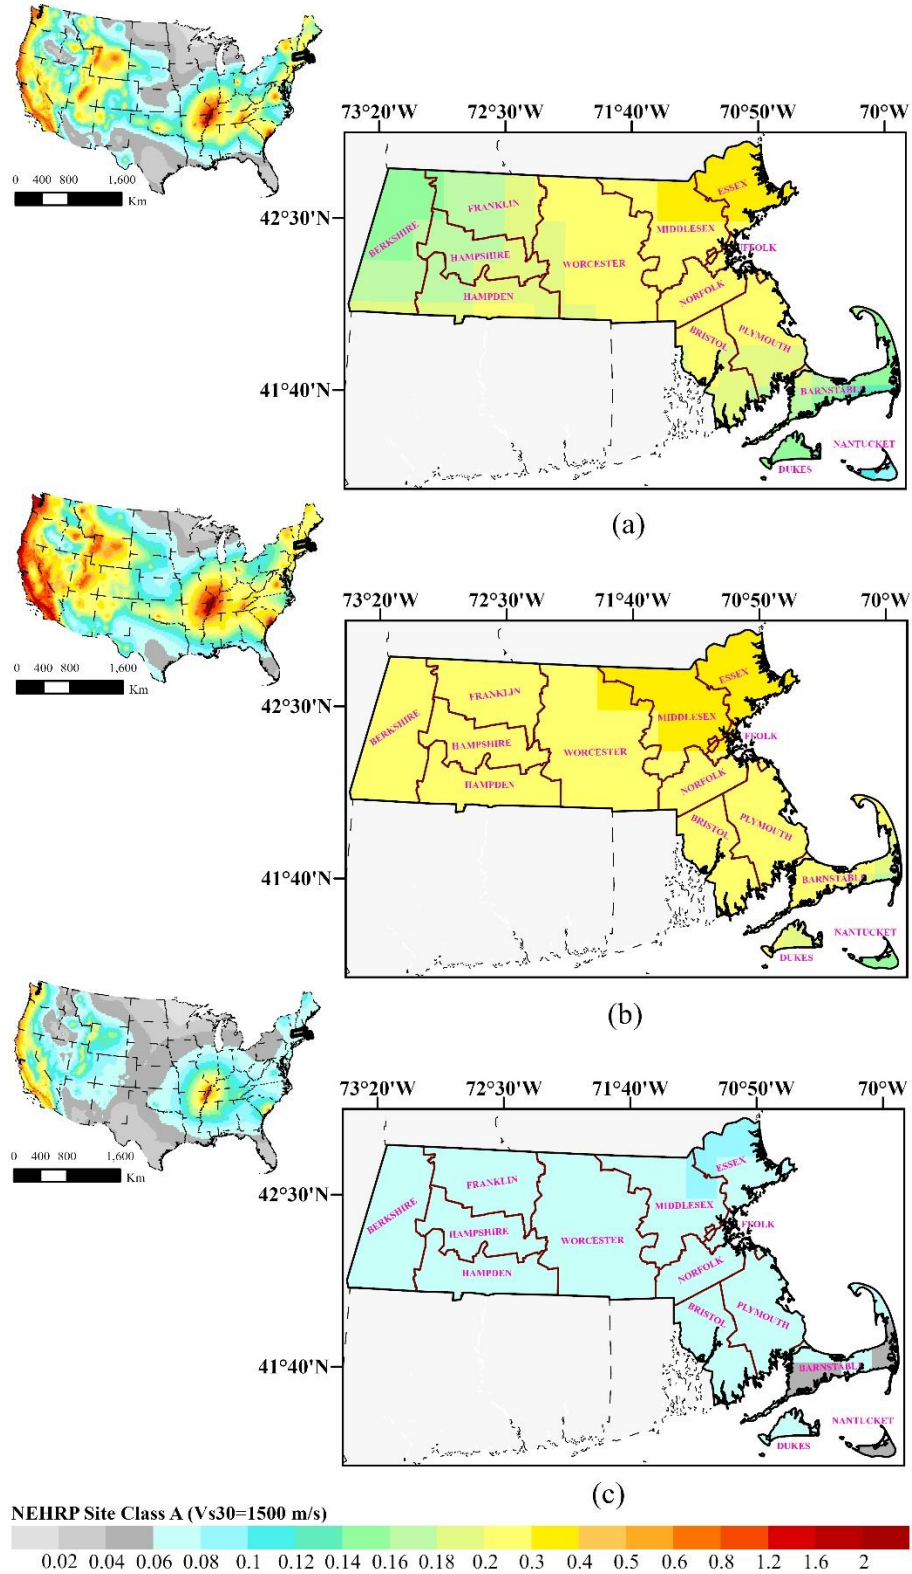 73°20'W 72°30'W 71°40'W 70°50'W 70°W
0 400 800 1,600
Km
42°30'N
41°40'N
BERKSHIRE
FRANKLIN
HAMPSHIRE
HAMPDEN
WORCESTER
MIDDLESEX
ESSEX
FFOLK
NORFOLK
BRISTOL
PLYMOUTH
BARNSTABLE
NANTUCKET
DUKES
(a)
73°20'W 72°30'W 71°40'W 70°50'W 70°W
0 400 800 1,600
Km
42°30'N
41°40'N
BERKSHIRE
FRANKLIN
HAMPSHIRE
HAMPDEN
WORCESTER
MIDDLESEX
ESSEX
FFOLK
NORFOLK
BRISTOL
PLYMOUTH
BARNSTABLE
NANTUCKET
DUKES
(b)
73°20'W 72°30'W 71°40'W 70°50'W 70°W
0 400 800 1,600
Km
42°30'N
41°40'N
BERKSHIRE
FRANKLIN
HAMPSHIRE
HAMPDEN
WORCESTER
MIDDLESEX
ESSEX
FFOLK
NORFOLK
BRISTOL
PLYMOUTH
BARNSTABLE
NANTUCKET
DUKES
(c)
NEHRP Site Class A (Vs30=1500 m/s)
0.02 0.04 0.06 0.08 0.1 0.12 0.14 0.16 0.18 0.2 0.3 0.4 0.5 0.6 0.8 1.2 1.6 2